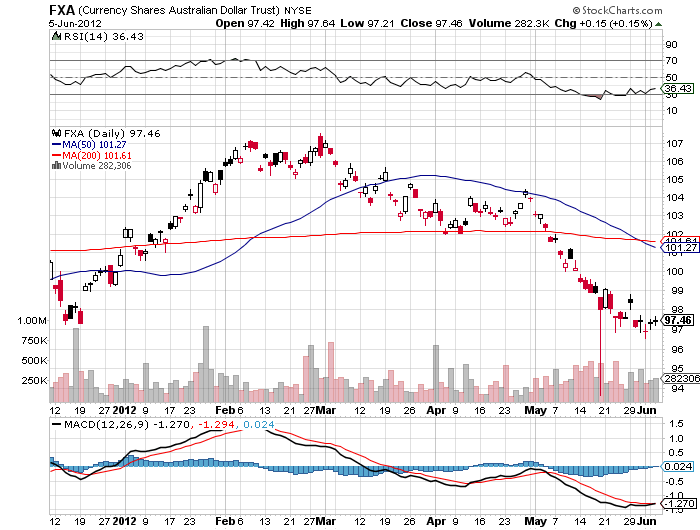 FXA (Currency Shares Australian Dollar Trust) NYSE
© StockCharts.com
5-Jun-2012
Open 97.42 High 97.64 Low 97.21 Close 97.46 Volume 282.3K Chg +0.15 (+0.15%)
RSI(14) 36.43
90
70
50
36.43
30
10
FXA (Daily) 97.46
MA(50) 101.27
MA(200) 101.61
Volume 282,306
107
106
105
104
103
102
101.61
101.27
100
99
98
97.46
97
96
95
94
1.00M
750K
500K
250K
282306
12 19 27 2012 9 17 23 Feb 6 13 21 27 Mar 12 19 26 Apr 9 16 23 May 7 14 21 29 Jun
MACD(12,26,9) -1.270, -1.294, 0.024
1.5
1.0
0.5
0.024
-0.5
-1.0
-1.270
12 19 27 2012 9 17 23 Feb 6 13 21 27 Mar 12 19 26 Apr 9 16 23 May 7 14 21 29 Jun